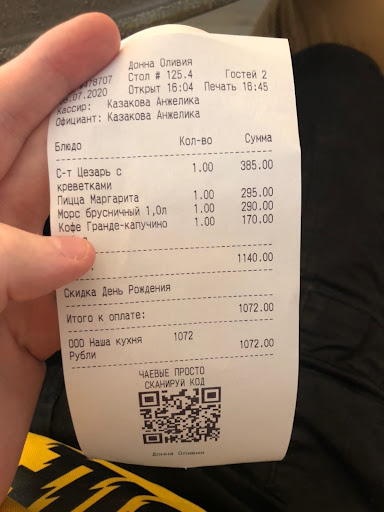 Донна Оливия
478707 Стол # 125.4 Гостей 2
.07.2020 Открыт 16:04 Печать 16:45
Кассир: Казакова Анжелика
Официант: Казакова Анжелика
Блюдо Кол-во Сумма
С-т Цезарь с 1.00 385.00
креветками
Пицца Маргарита 1.00 295.00
Морс брусничный 1,0л 1.00 290.00
Кофе Гранде-капучино 1.00 170.00
1140.00
Скидка День Рождения
Итого к оплате: 1072.00
ООО Наша кухня 1072 1072.00
Рубли
ЧАЕВЫЕ ПРОСТО
СКАНИРУЙ КОД
Донна Оливия